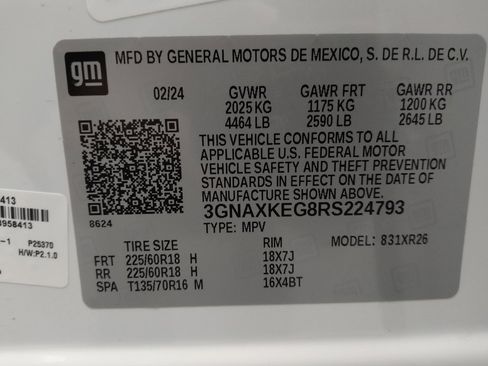 gm
MFD BY GENERAL MOTORS DE MEXICO, S. DE R.L. DE C.V.
02/24 GVWR GAWR FRT GAWR RR
2025 KG 1175 KG 1200 KG
4464 LB 2590 LB 2645 LB
THIS VEHICLE CONFORMS TO ALL
APPLICABLE U.S. FEDERAL MOTOR
VEHICLE SAFETY AND THEFT PREVENTION
STANDARDS IN EFFECT ON THE DATE OF
MANUFACTURE SHOWN ABOVE.
8624
3GNAXKEG8RS224793
TYPE: MPV
TIRE SIZE RIM MODEL: 831XR26
FRT 225/60R18 H 18X7J
RR 225/60R18 H 18X7J
SPA T135/70R16 M 16X4BT
413
958413
-1 P25370
H/W:P2.1.0